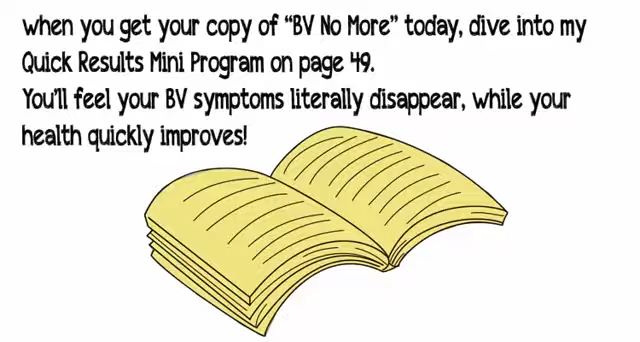 when you get your copy of “BV No More” today, dive into my
Quick Results Mini Program on page 49.
You'll feel your BV symptoms literally disappear, while your
health quickly improves!